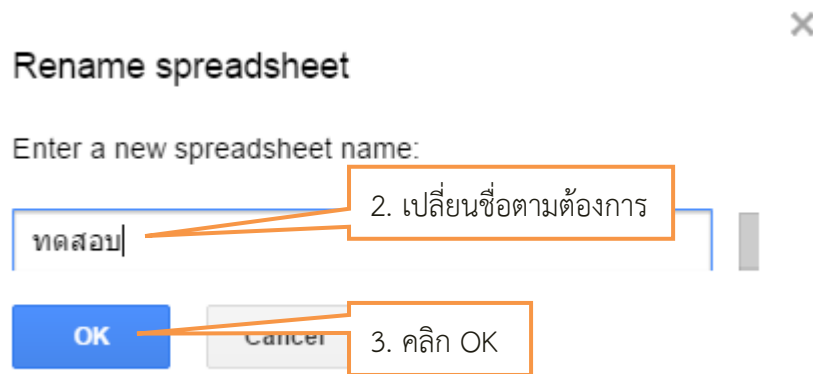 Rename spreadsheet
Enter a new spreadsheet name:
2. เปลี่ยนชื่อตามต้องการ
ทดสอบ
OK
Cancel
3. คลิก OK